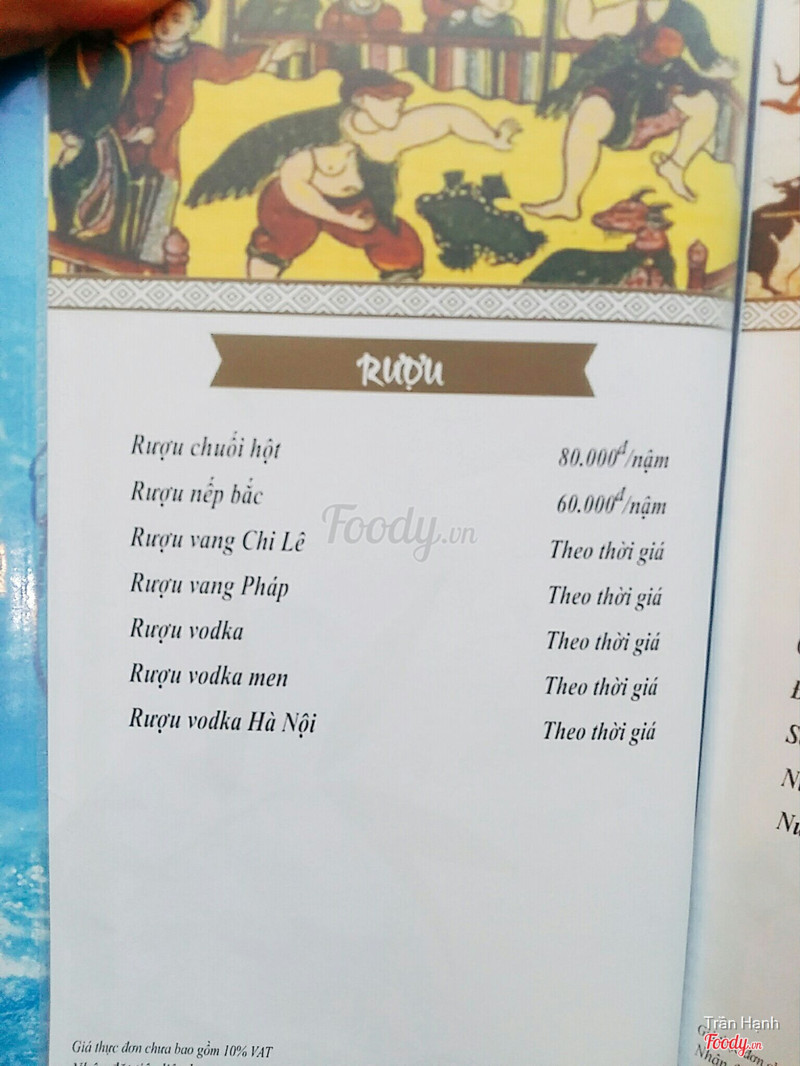 RƯỢU
Rượu chuối hột 80.000đ/nậm
Rượu nếp bắc 60.000đ/nậm
Foody.vn
Rượu vang Chi Lê Theo thời giá
Rượu vang Pháp Theo thời giá
Rượu vodka Theo thời giá
Rượu vodka men Theo thời giá
Rượu vodka Hà Nội Theo thời giá
Giá thực đơn chưa bao gồm 10% VAT
Trần Hạnh
Foody.vn